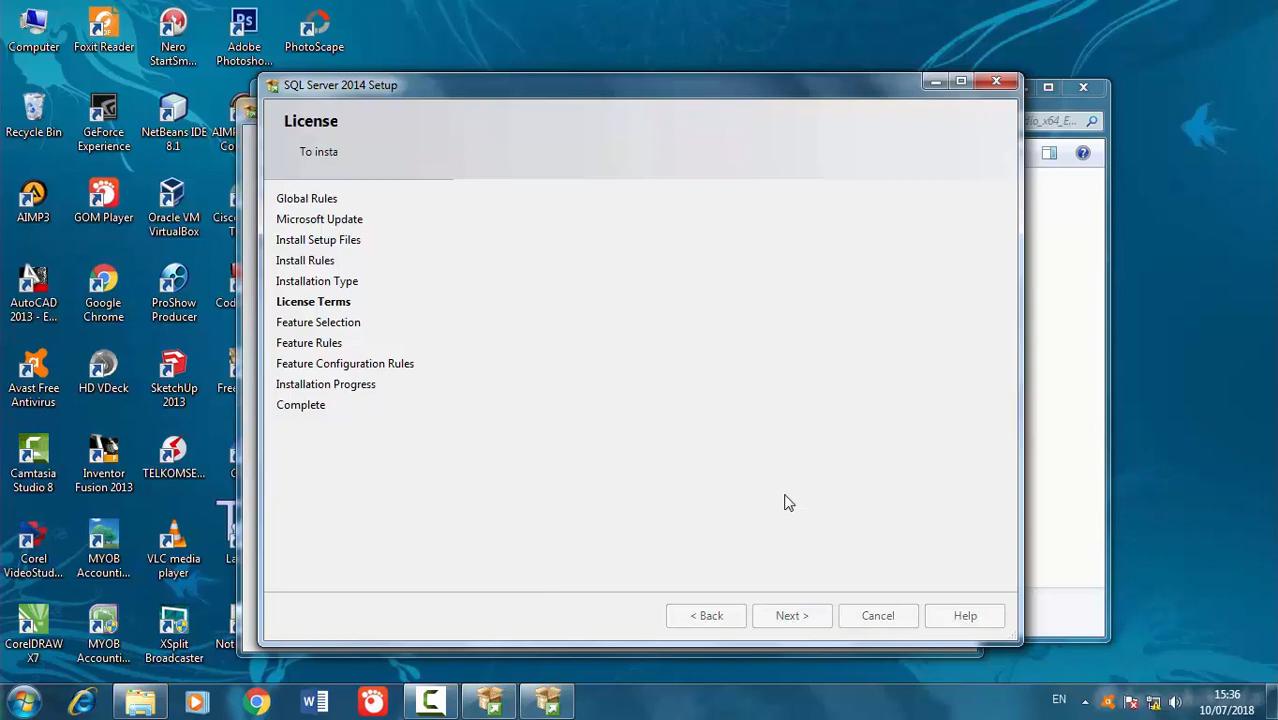 Computer
Foxit Reader
Nero
StartSm...
Adobe
Photosho...
PhotoScape
Recycle Bin
GeForce
Experience
NetBeans IDE
8.1
AIMP3
GOM Player
Oracle VM
VirtualBox
AutoCAD
2013 - E...
Google
Chrome
ProShow
Producer
Avast Free
Antivirus
HD VDeck
SketchUp
2013
Camtasia
Studio 8
Inventor
Fusion 2013
TELKOMSE...
Corel
VideoStud...
MYOB
Accounti...
VLC media
player
CorelDRAW
X7
MYOB
Accounti...
XSplit
Broadcaster
SQL Server 2014 Setup
License
To insta
Global Rules
Microsoft Update
Install Setup Files
Install Rules
Installation Type
License Terms
Feature Selection
Feature Rules
Feature Configuration Rules
Installation Progress
Complete
< Back
Next >
Cancel
Help
EN
15:36
10/07/2018